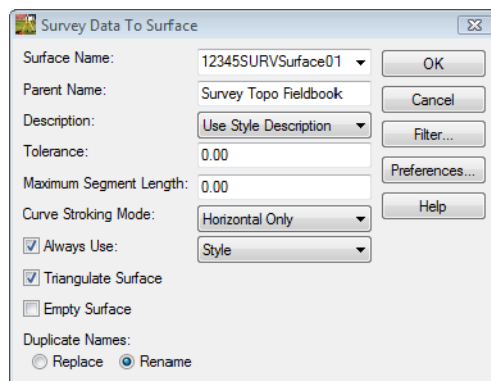 Survey Data To Surface
Surface Name: 12345SURVSurface01 OK
Parent Name: Survey Topo Fieldbook Cancel
Description: Use Style Description Filter...
Tolerance: 0.00 Preferences...
Maximum Segment Length: 0.00 Help
Curve Stroking Mode: Horizontal Only
Always Use: Style
Triangulate Surface
Empty Surface
Duplicate Names:
Replace Rename